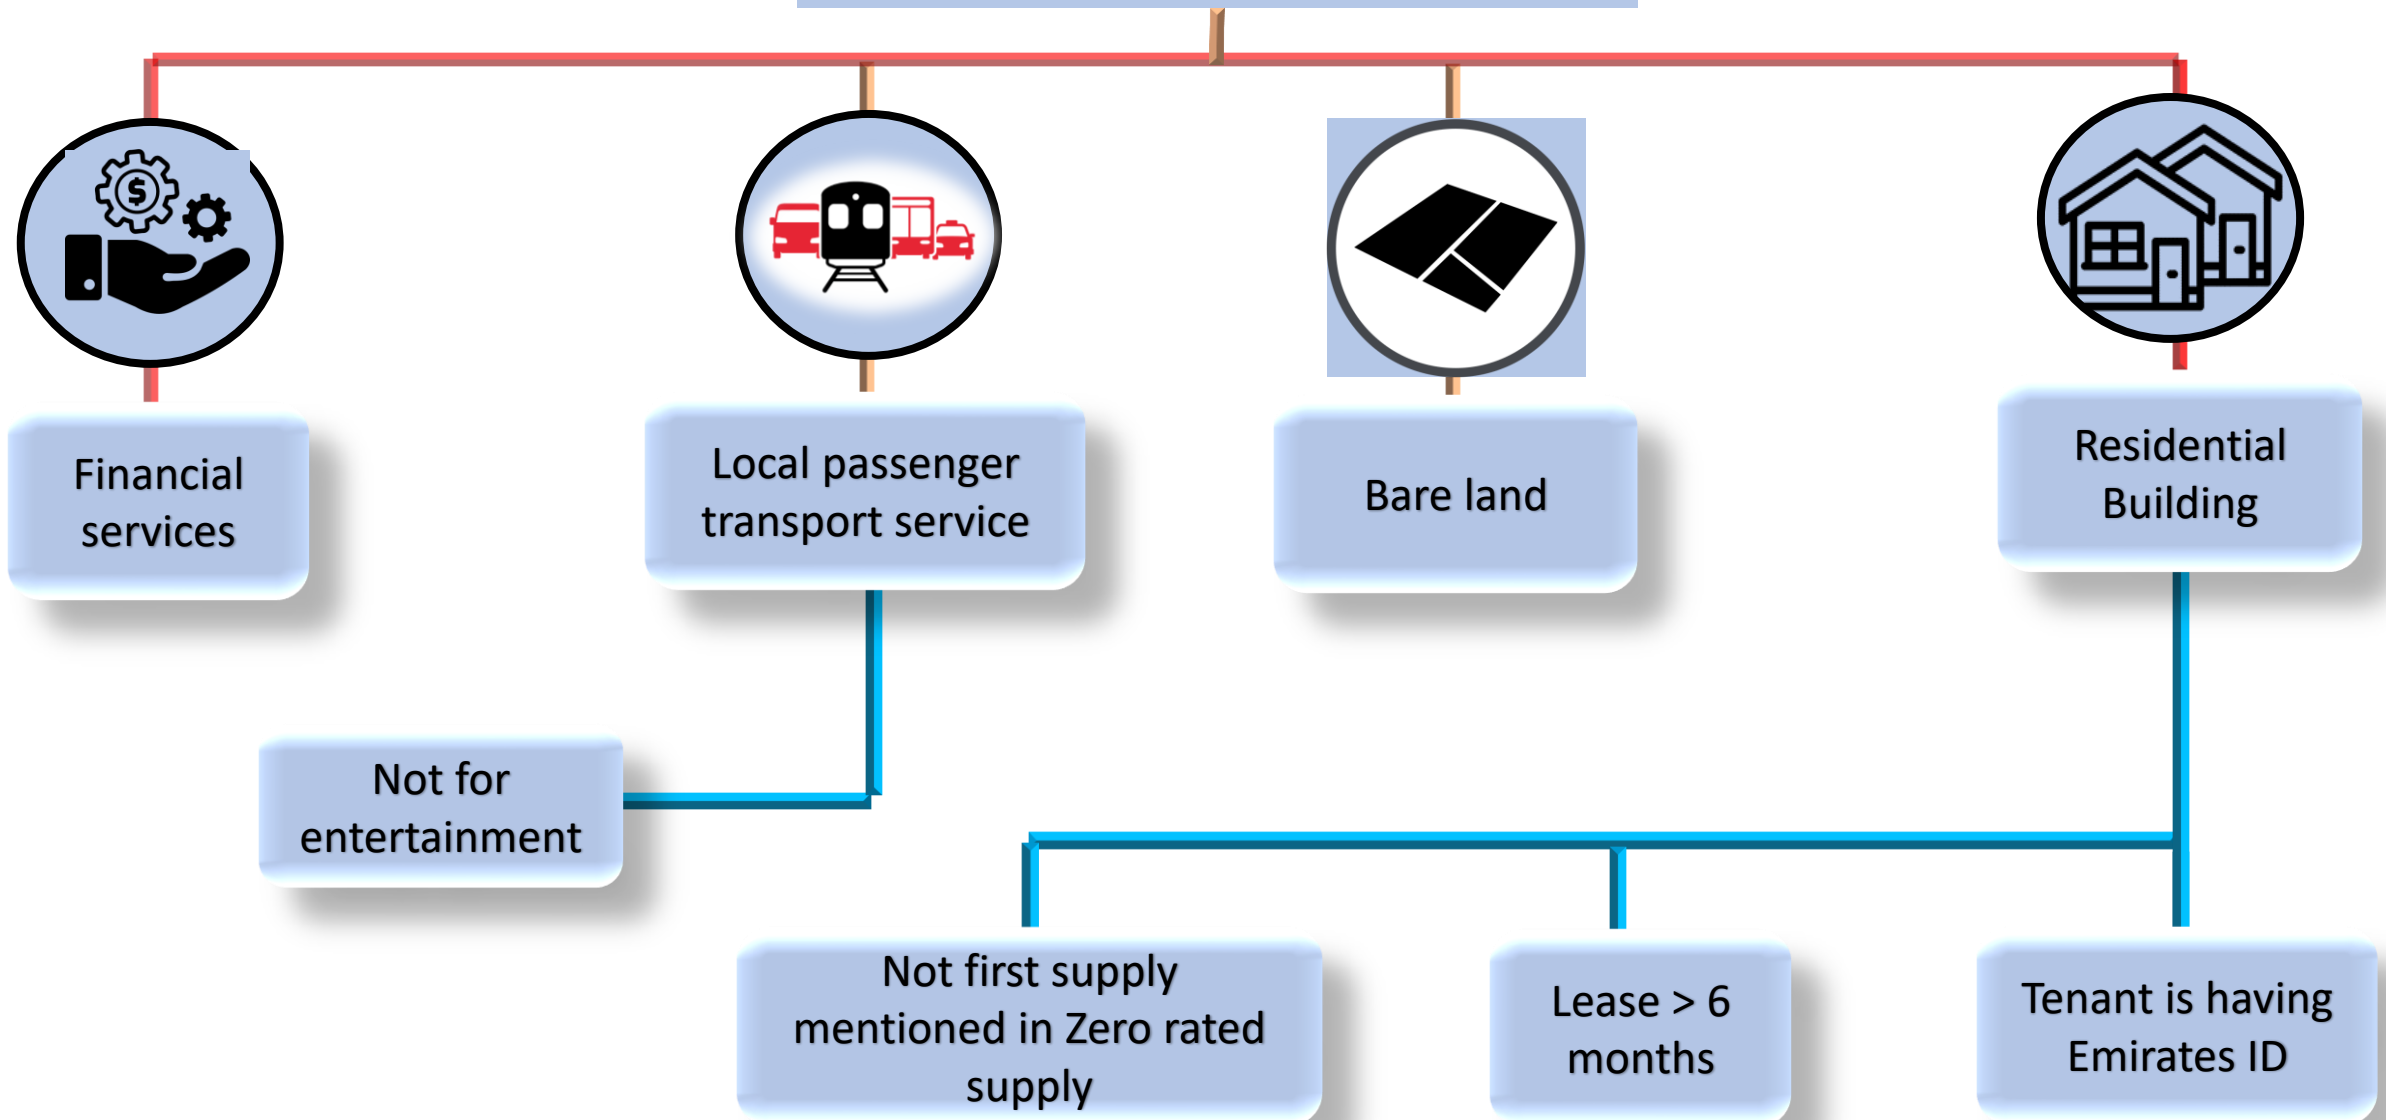 $
Financial
services
Local passenger
transport service
Bare land
Residential
Building
Not for
entertainment
Not first supply
mentioned in Zero rated
supply
Lease > 6
months
Tenant is having
Emirates ID